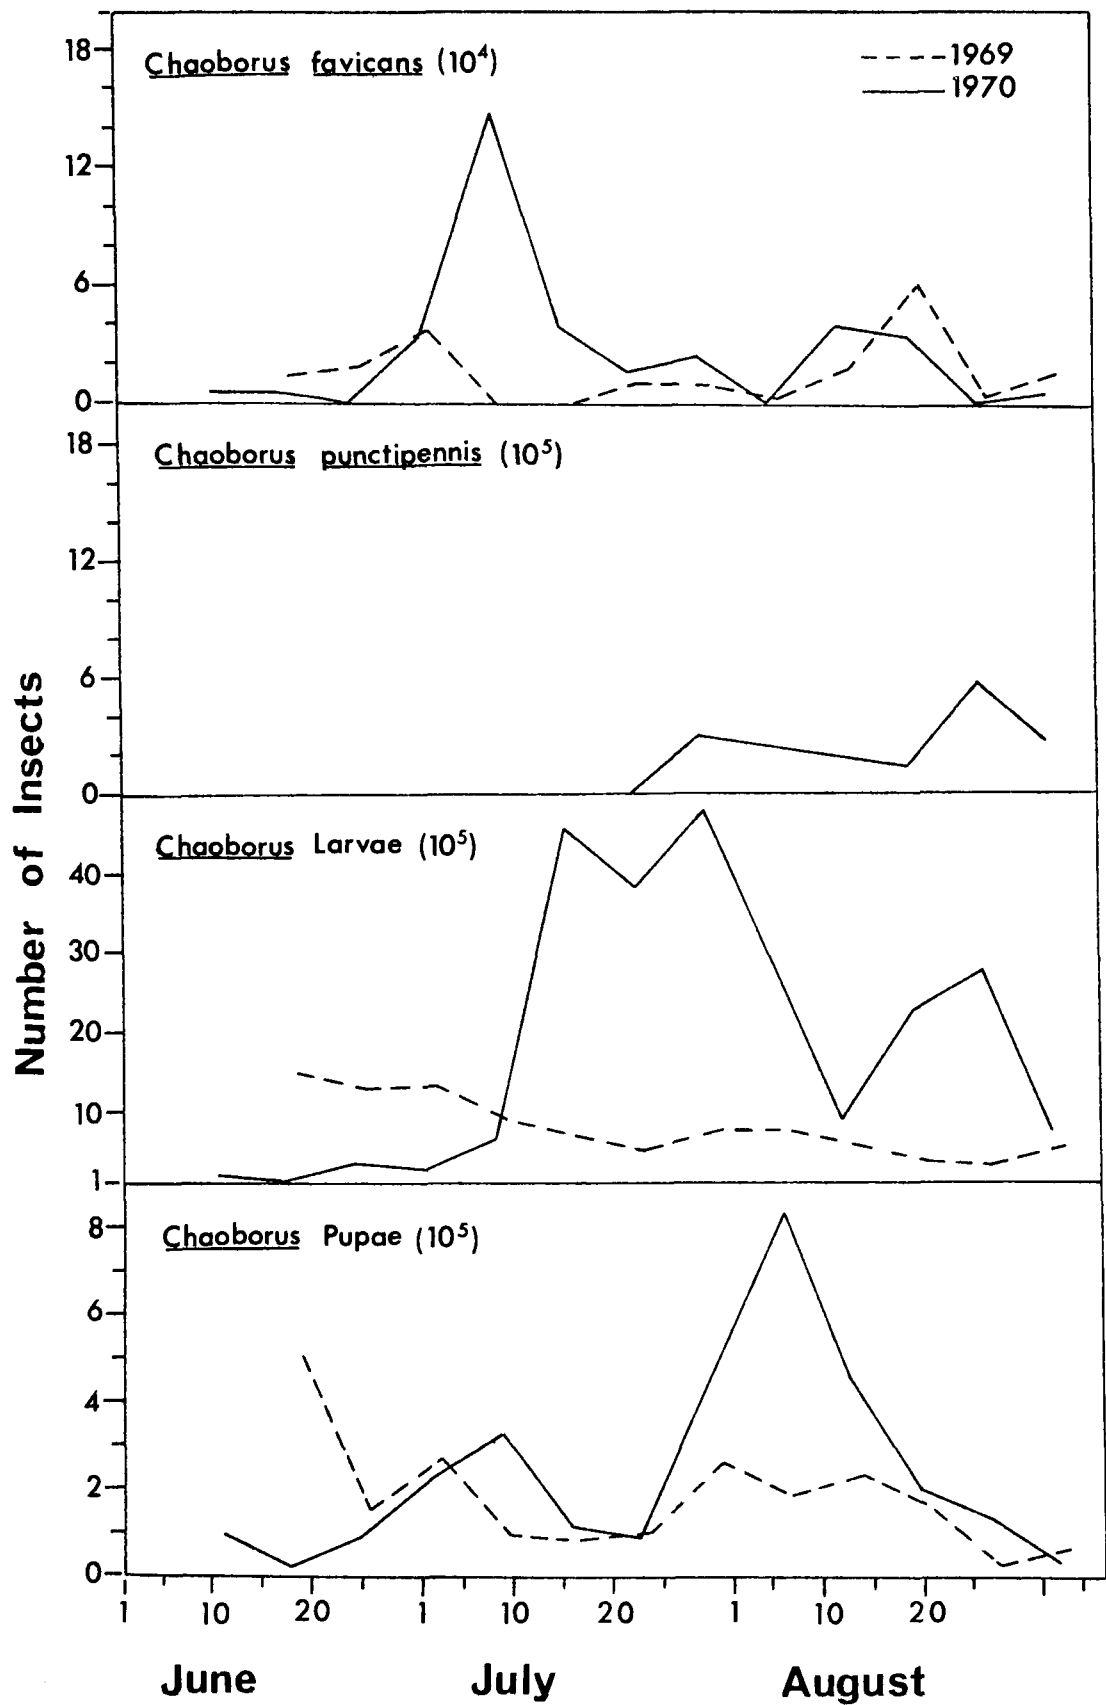 Chaoborus favicans (10⁴)
1969
1970
18
12
6
0
Chaoborus punctipennis (10⁵)
18
12
6
0
Chaoborus Larvae (10⁵)
40
30
20
10
1
Chaoborus Pupae (10⁵)
8
6
4
2
0
Number of Insects
1 10 20 1 10 20 1 10 20
June July August